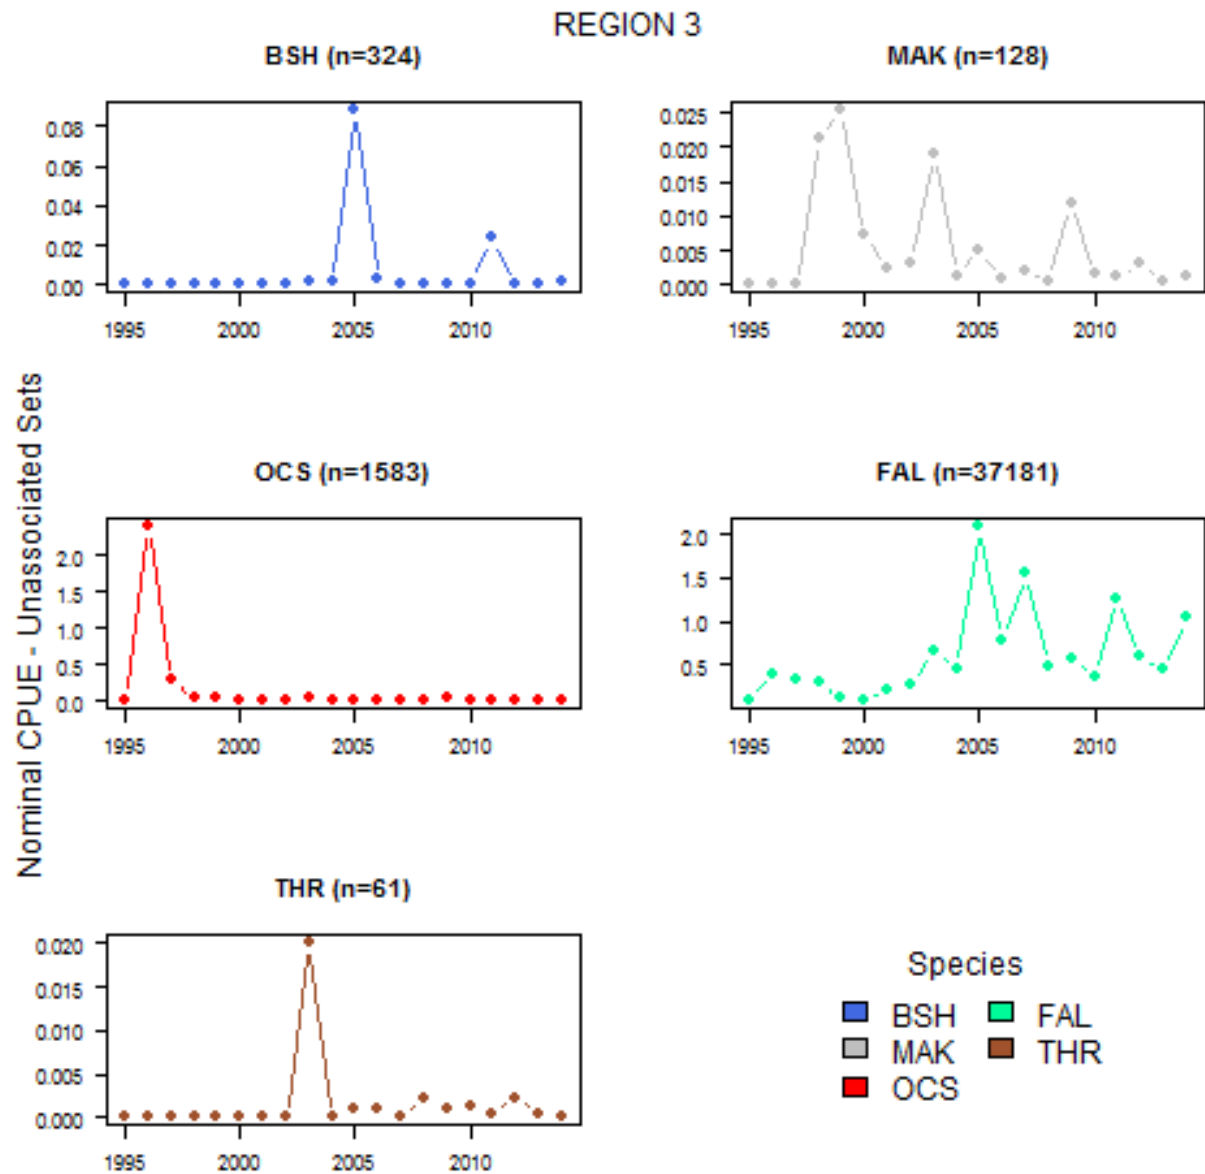 REGION 3
BSH (n=324)
0.08
0.06
0.04
0.02
0.00
1995 2000 2005 2010
MAK (n=128)
0.025
0.020
0.015
0.010
0.005
0.000
1995 2000 2005 2010
Nominal CPUE - Unassociated Sets
OCS (n=1583)
2.0
1.5
1.0
0.5
0.0
1995 2000 2005 2010
FAL (n=37181)
2.0
1.5
1.0
0.5
1995 2000 2005 2010
THR (n=61)
0.020
0.015
0.010
0.005
0.000
1995 2000 2005 2010
Species
BSH FAL
MAK THR
OCS